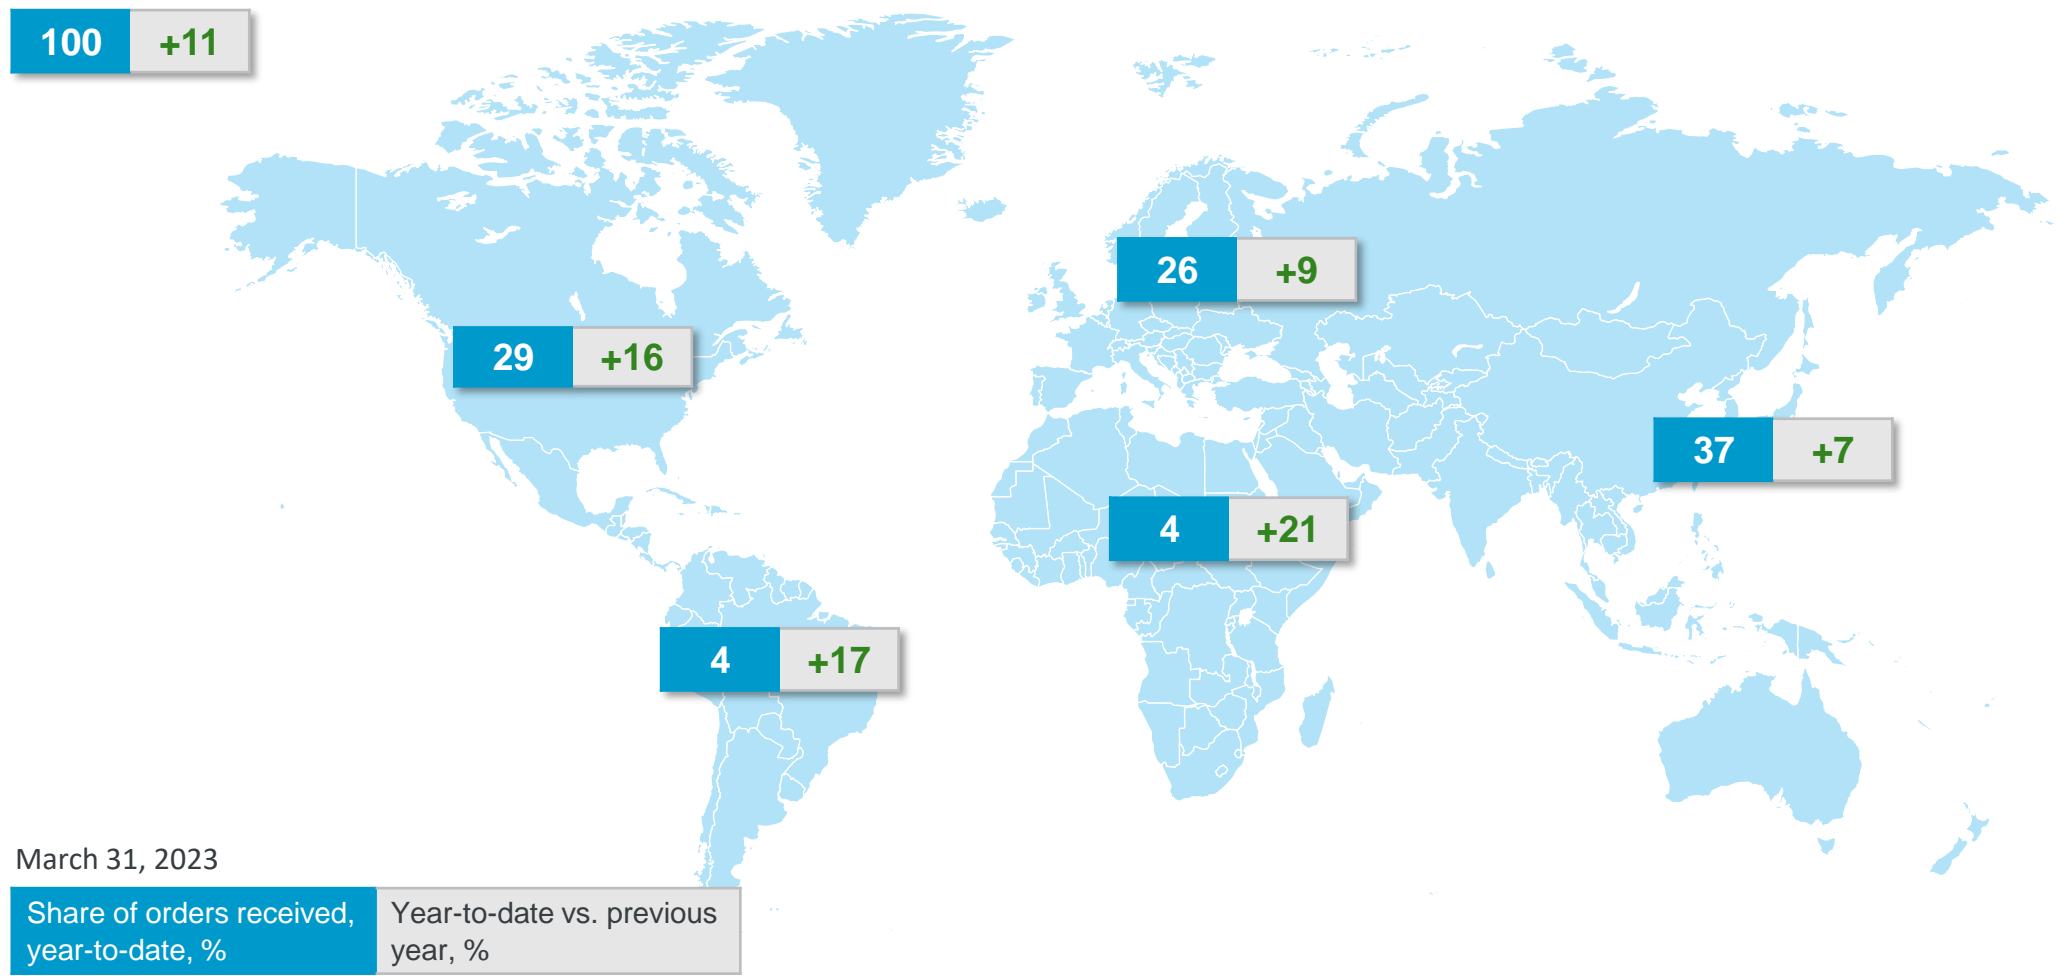 100 +11
26 +9
29 +16
37 +7
4 +21
4 +17
March 31, 2023
Share of orders received,
year-to-date, %
Year-to-date vs. previous
year, %